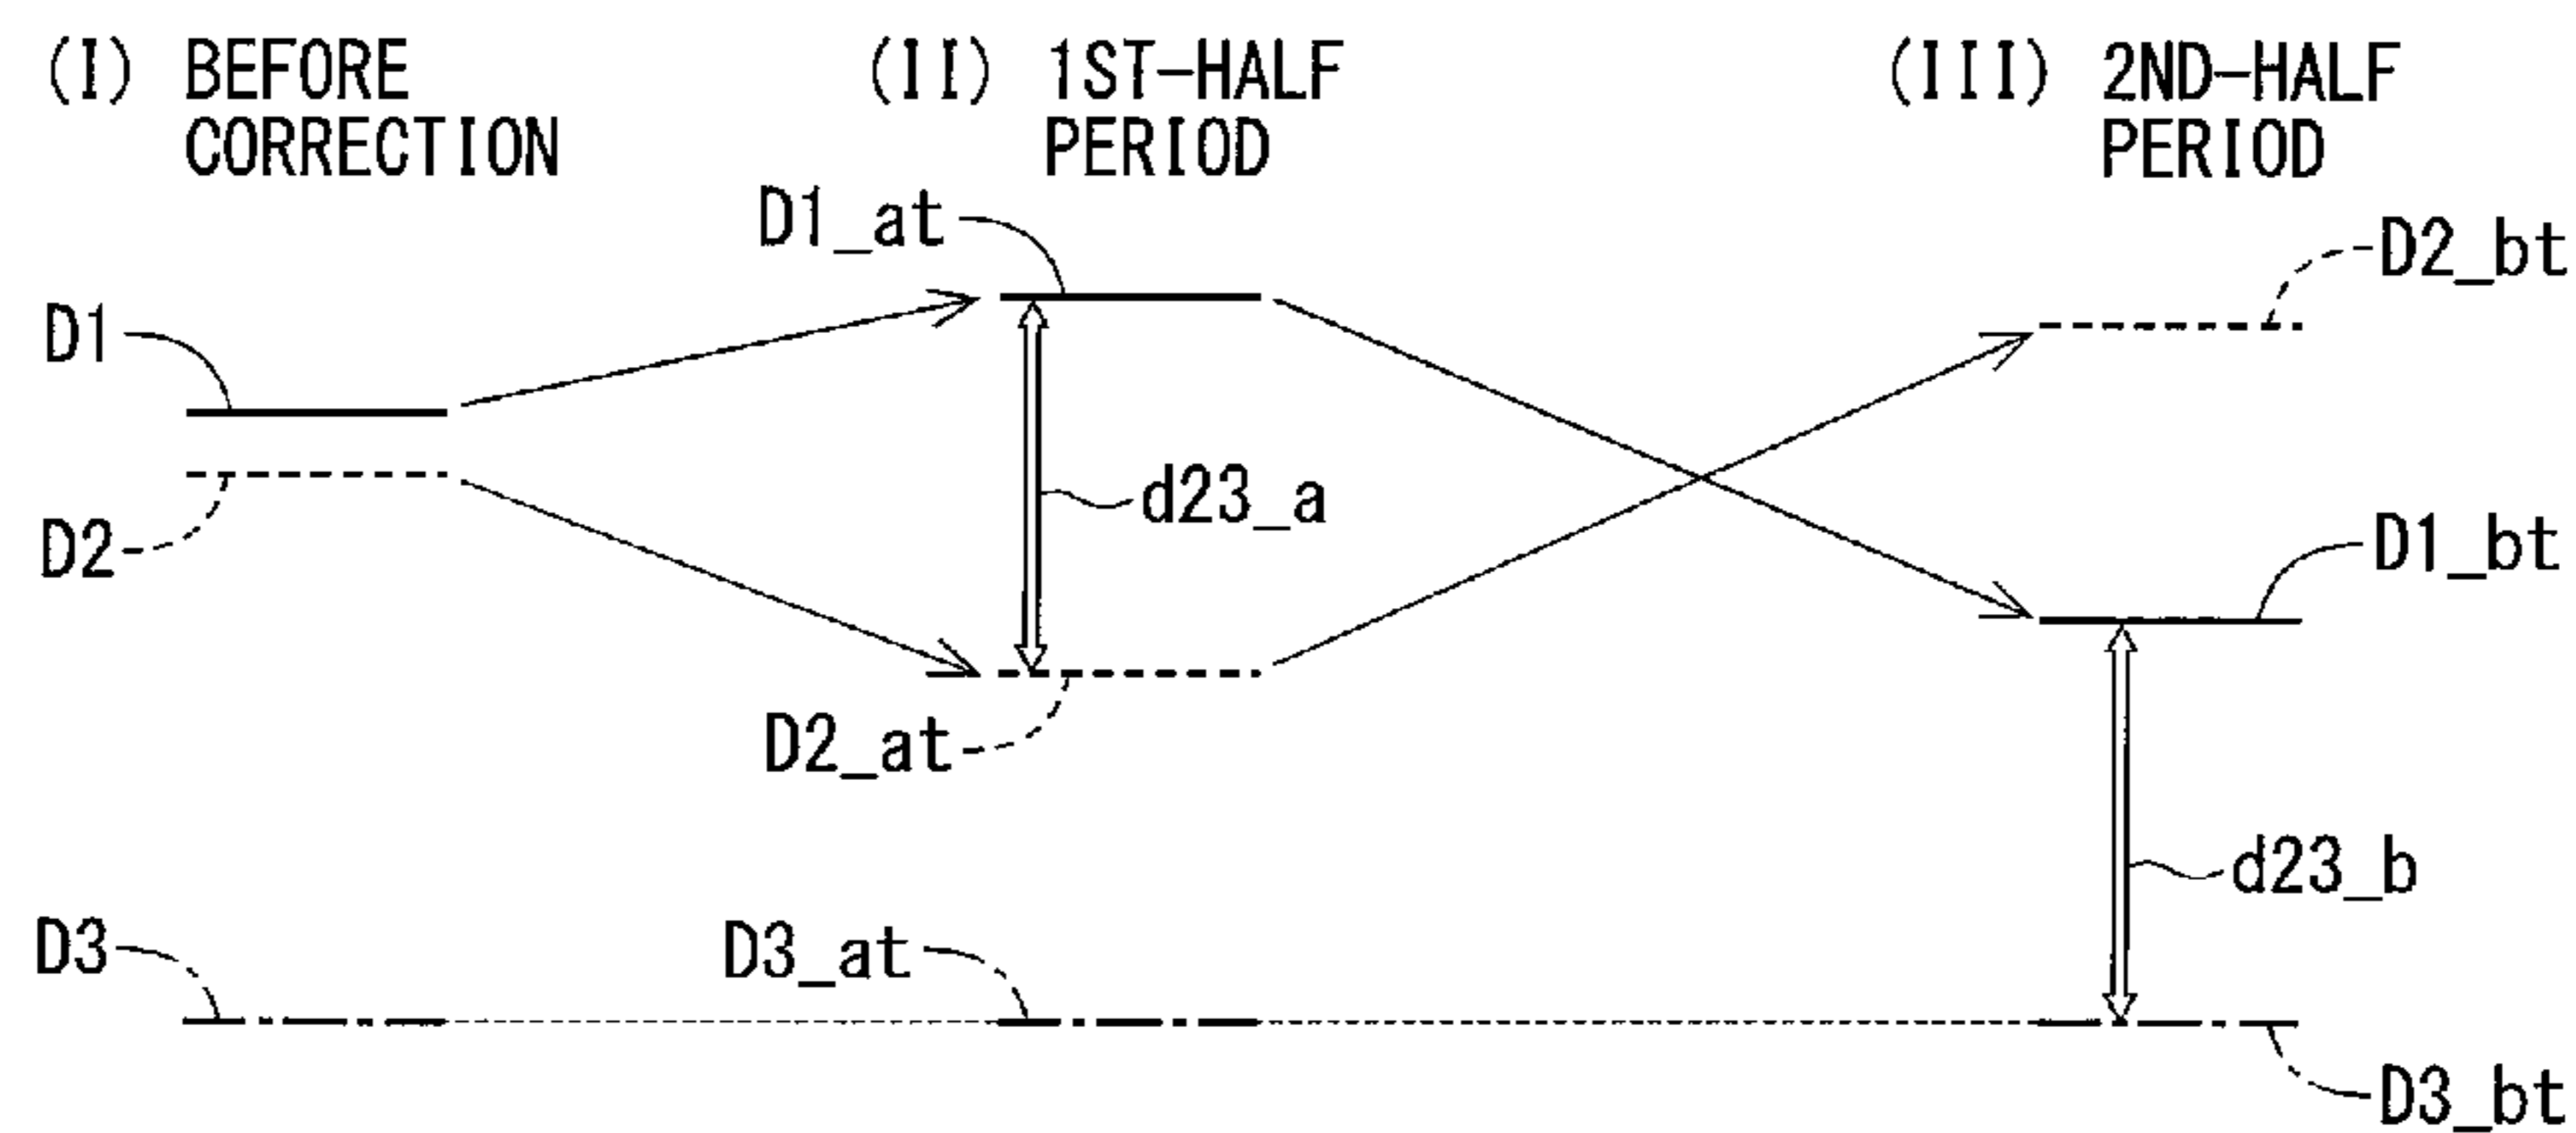 (I) BEFORE
CORRECTION
(II) 1ST-HALF
PERIOD
(III) 2ND-HALF
PERIOD
D1_at
D2_bt
D1
d23_a
D2
D1_bt
D2_at
d23_b
D3
D3_at
D3_bt